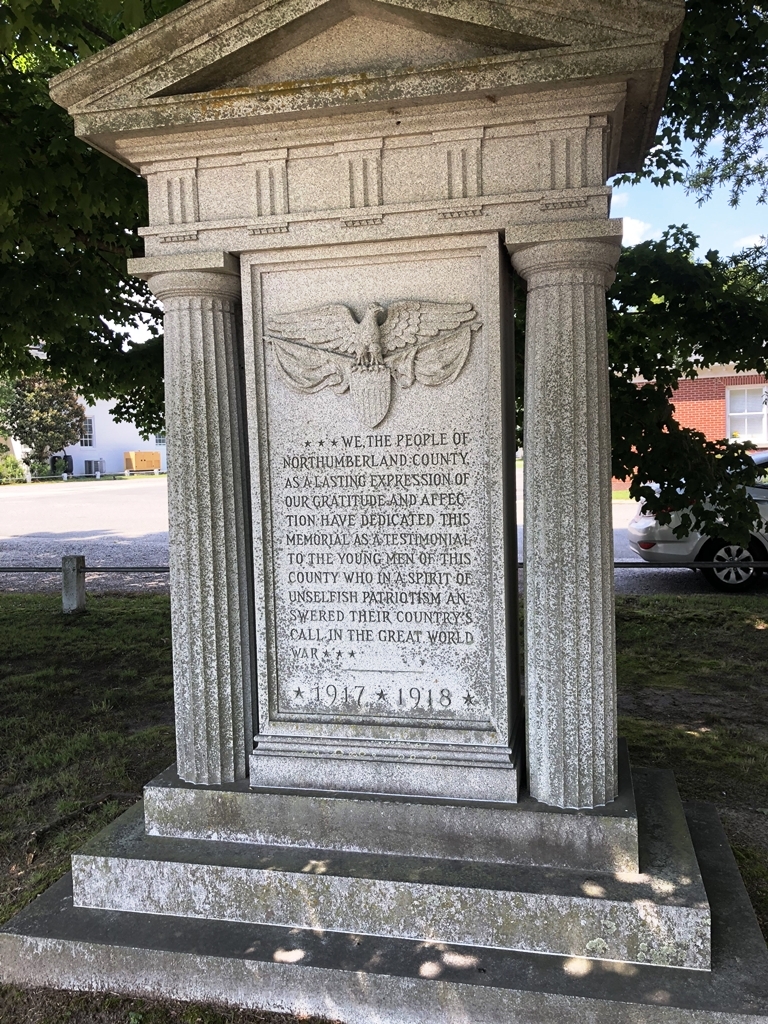 ★ ★ ★ WE, THE PEOPLE OF
NORTHUMBERLAND COUNTY,
AS A LASTING EXPRESSION OF
OUR GRATITUDE AND AFFEC
TION HAVE DEDICATED THIS
MEMORIAL AS A TESTIMONIAL
TO THE YOUNG MEN OF THIS
COUNTY WHO IN A SPIRIT OF
UNSELFISH PATRIOTISM AN
SWERED THEIR COUNTRY'S
CALL IN THE GREAT WORLD
WAR ★ ★ ★
★ 1917 ★ 1918 ★